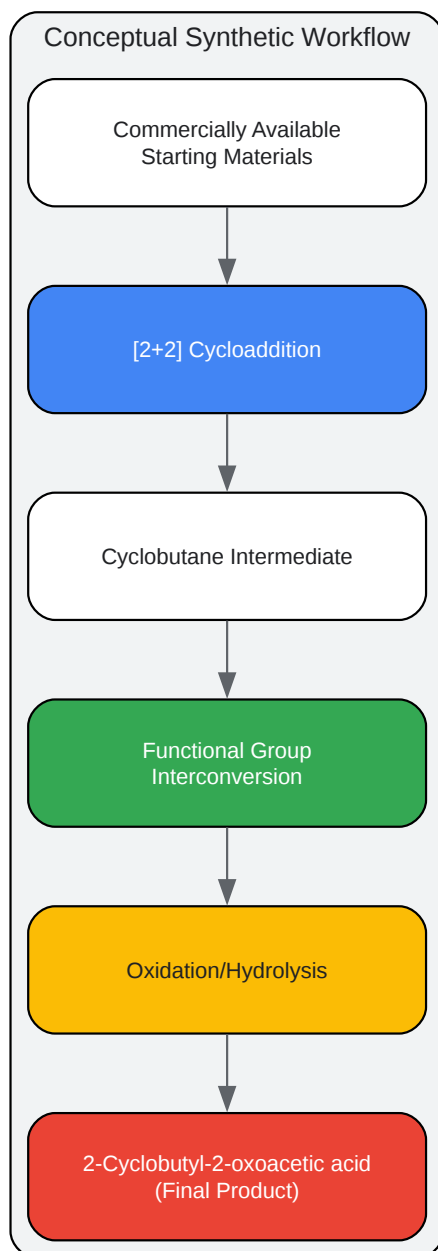 Conceptual Synthetic Workflow
Commercially Available
Starting Materials
[2+2] Cycloaddition
Cyclobutane Intermediate
Functional Group
Interconversion
Oxidation/Hydrolysis
2-Cyclobutyl-2-oxoacetic acid
(Final Product)